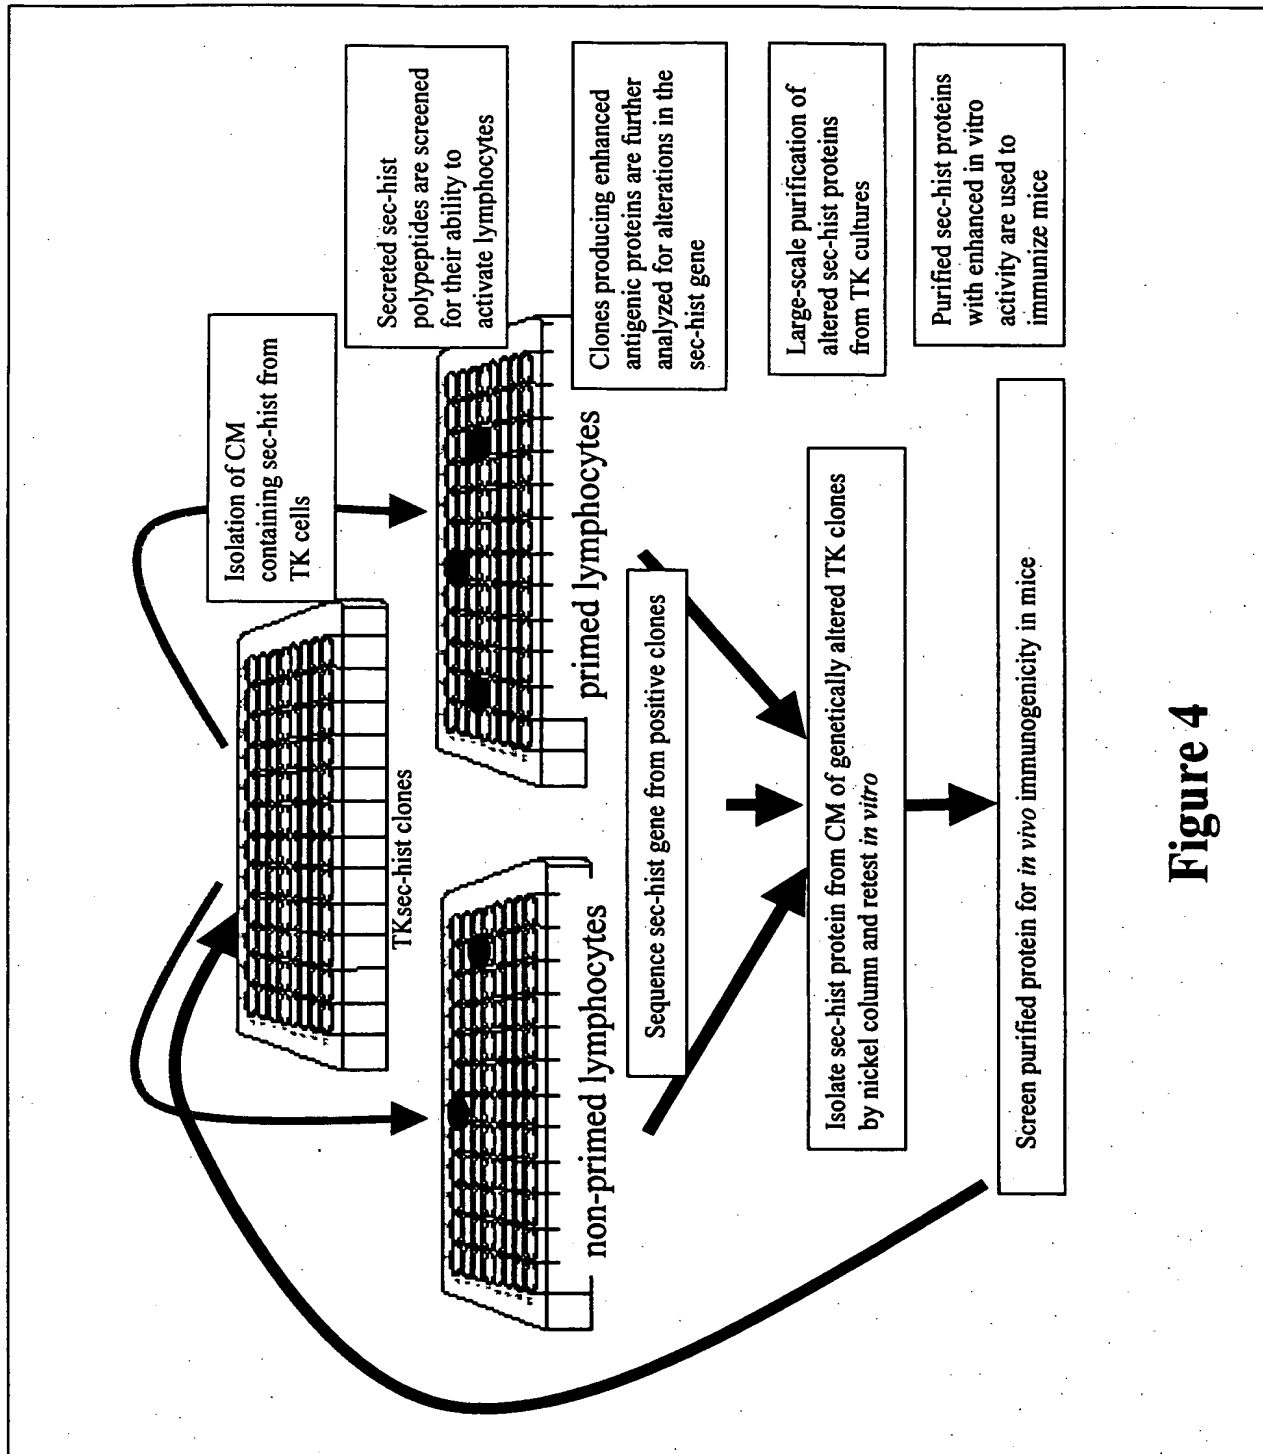 Isolation of CM
containing sec-hist from
TK cells
TKsec-hist clones
Secreted sec-hist
polypeptides are screened
for their ability to
activate lymphocytes
non-primed lymphocytes
primed lymphocytes
Clones producing enhanced
antigenic proteins are further
analyzed for alterations in the
sec-hist gene
Sequence sec-hist gene from positive clones
Large-scale purification of
altered sec-hist proteins
from TK cultures
Isolate sec-hist protein from CM of genetically altered TK clones
by nickel column and retest in vitro
Purified sec-hist proteins
with enhanced in vitro
activity are used to
immunize mice
Screen purified protein for in vivo immunogenicity in mice
Figure 4